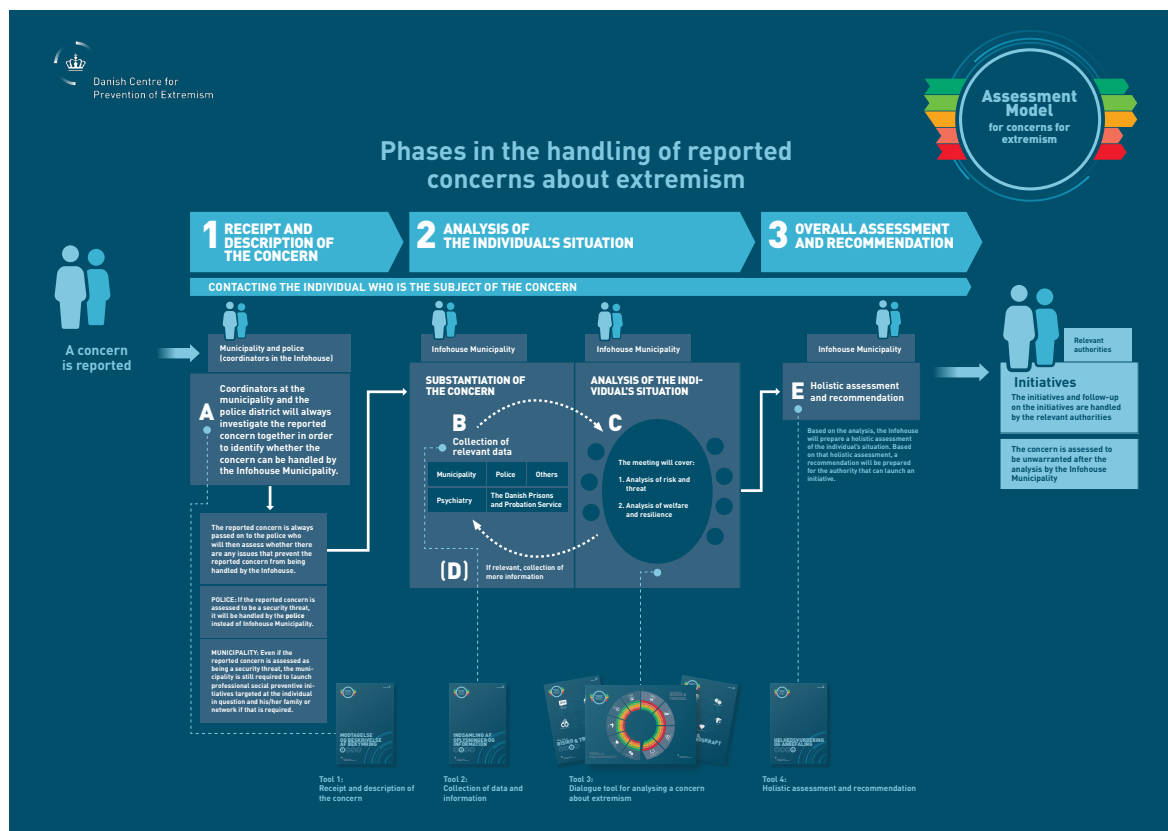 Danish Centre for
Prevention of Extremism
Assessment
Model
for concerns for
extremism
Phases in the handling of reported
concerns about extremism
1 RECEIPT AND
DESCRIPTION OF
THE CONCERN
2 ANALYSIS OF
THE INDIVIDUAL'S SITUATION
3 OVERALL ASSESSMENT
AND RECOMMENDATION
CONTACTING THE INDIVIDUAL WHO IS THE SUBJECT OF THE CONCERN
A concern
is reported
Municipality and police
(coordinators in the Infohouse)
A
Coordinators at the
municipality and the
police district will always
investigate the reported
concern together in order
to identify whether the
concern can be handled by
the Infohouse Municipality.
The reported concern is always
passed on to the police who
will then assess whether there
are any issues that prevent the
reported concern from being
handled by the Infohouse.
POLICE: If the reported concern is
assessed to be a security threat,
it will be handled by the police
instead of Infohouse Municipality.
MUNICIPALITY: Even if the
reported concern is assessed as
being a security threat, the muni-
cipality is still required to launch
professional social preventive ini-
tiatives targeted at the individual
in question and his/her family or
network if that is required.
Infohouse Municipality
SUBSTANTIATION OF
THE CONCERN
B
Collection of
relevant data
Municipality
Police
Others
Psychiatry
The Danish Prisons
and Probation Service
(D)
If relevant, collection of
more information
Infohouse Municipality
ANALYSIS OF THE INDI-
VIDUAL'S SITUATION
C
The meeting will cover:
1. Analysis of risk and
threat
2. Analysis of welfare
and resilience
Infohouse Municipality
E Holistic assessment
and recommendation
Based on the analysis, the Infohouse
will prepare a holistic assessment
of the individual's situation. Based
on that holistic assessment, a
recommendation will be prepared
for the authority that can launch an
initiative.
Relevant
authorities
Initiatives
The initiatives and follow-up
on the initiatives are handled
by the relevant authorities
The concern is assessed to
be unwarranted after the
analysis by the Infohouse
Municipality
MODTAGELSE
OG BESKRIVELSE
AF BEKYMRING
INDSAMLING AF
OPLYSNINGER OG
INFORMATION
HELHEDSVURDERING
OG ANBEFALING
Tool 1:
Receipt and description of
the concern
Tool 2:
Collection of data and
information
Tool 3:
Dialogue tool for analysing a concern
about extremism
Tool 4:
Holistic assessment and recommendation